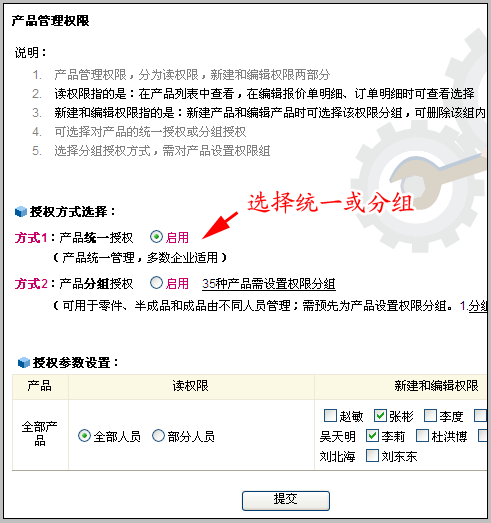 产品管理权限
说明：
1. 产品管理权限，分为读权限，新建和编辑权限两部分
2. 读权限指的是：在产品列表中查看，在编辑报价单明细、订单明细时可查看选择
3. 新建和编辑权限指的是：新建产品和编辑产品时可选择该权限分组，可删除该组内
4. 可选择对产品的统一授权或分组授权
5. 选择分组授权方式，需对产品设置权限组
选择统一或分组
授权方式选择：
方式1：产品统一授权 启用
（产品统一管理，多数企业适用）
方式2：产品分组授权 启用 35种产品需设置权限分组
（可用于零件、半成品和成品由不同人员管理；需预先为产品设置权限分组。1.分组
授权参数设置：
产品 读权限 新建和编辑权限
全部产品 全部人员 部分人员
赵敏 张彬 李度
吴天明 李莉 杜洪博
刘北海 刘东东
提交